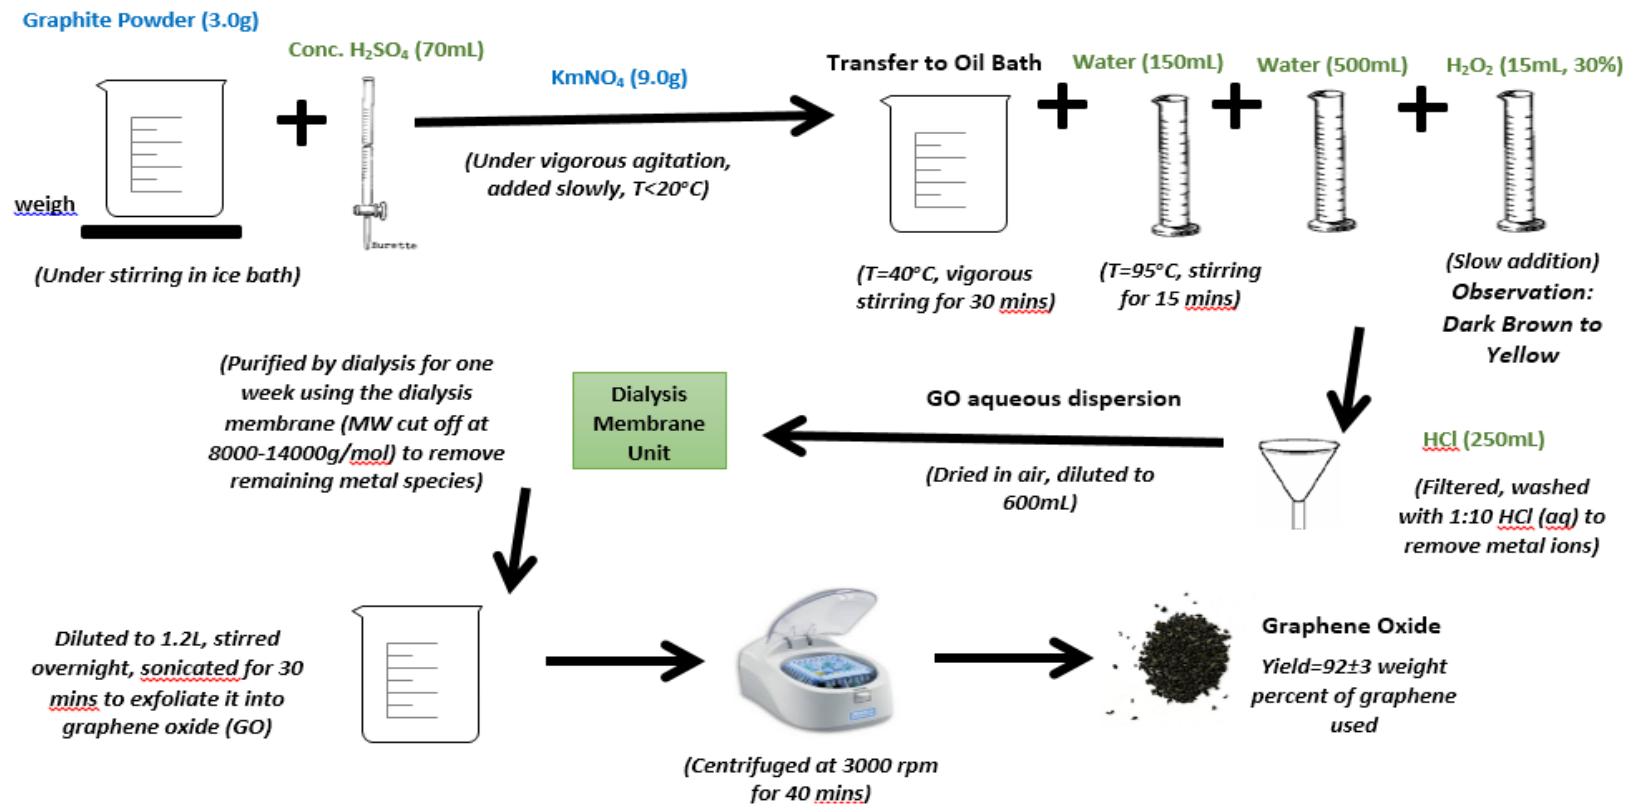 Graphite Powder (3.0g)
Conc. H₂SO₄ (70mL)
KmNO₄ (9.0g)
(Under vigorous agitation,
added slowly, T<20°C)
weigh
Burette
(Under stirring in ice bath)
Transfer to Oil Bath
(T=40°C, vigorous
stirring for 30 mins)
Water (150mL)
(T=95°C, stirring
for 15 mins)
Water (500mL)
H₂O₂ (15mL, 30%)
(Slow addition)
Observation:
Dark Brown to
Yellow
HCl (250mL)
(Filtered, washed
with 1:10 HCl (aq) to
remove metal ions)
GO aqueous dispersion
(Dried in air, diluted to
600mL)
Dialysis
Membrane
Unit
(Purified by dialysis for one
week using the dialysis
membrane (MW cut off at
8000-14000g/mol) to remove
remaining metal species)
Diluted to 1.2L, stirred
overnight, sonicated for 30
mins to exfoliate it into
graphene oxide (GO)
(Centrifuged at 3000 rpm
for 40 mins)
Graphene Oxide
Yield=92±3 weight
percent of graphene
used